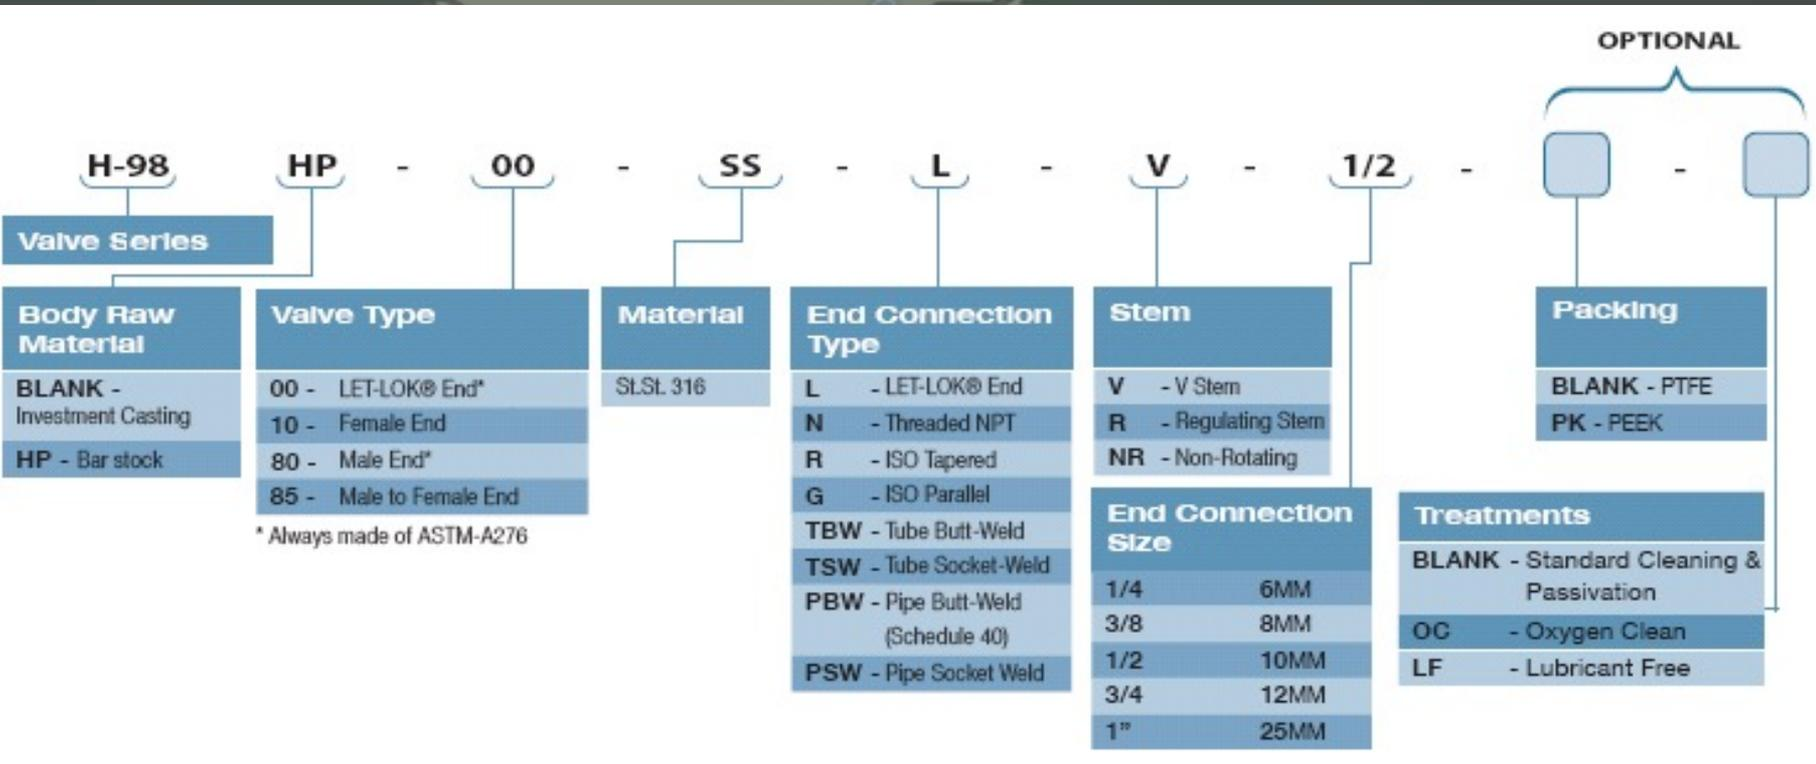 OPTIONAL
H-98 HP - 00 - SS - L - V - 1/2 - -
Valve Series
Body Raw
Material
BLANK -
Investment Casting
HP - Bar stock
Valve Type
00 - LET-LOK® End*
10 - Female End
80 - Male End*
85 - Male to Female End
* Always made of ASTM-A276
Material
St.St. 316
End Connection
Type
L - LET-LOK® End
N - Threaded NPT
R - ISO Tapered
G - ISO Parallel
TBW - Tube Butt-Weld
TSW - Tube Socket-Weld
PBW - Pipe Butt-Weld
(Schedule 40)
PSW - Pipe Socket Weld
Stem
V - V Stem
R - Regulating Stem
NR - Non-Rotating
End Connection
Size
1/4 6MM
3/8 8MM
1/2 10MM
3/4 12MM
1" 25MM
Packing
BLANK - PTFE
PK - PEEK
Treatments
BLANK - Standard Cleaning &
Passivation
OC - Oxygen Clean
LF - Lubricant Free